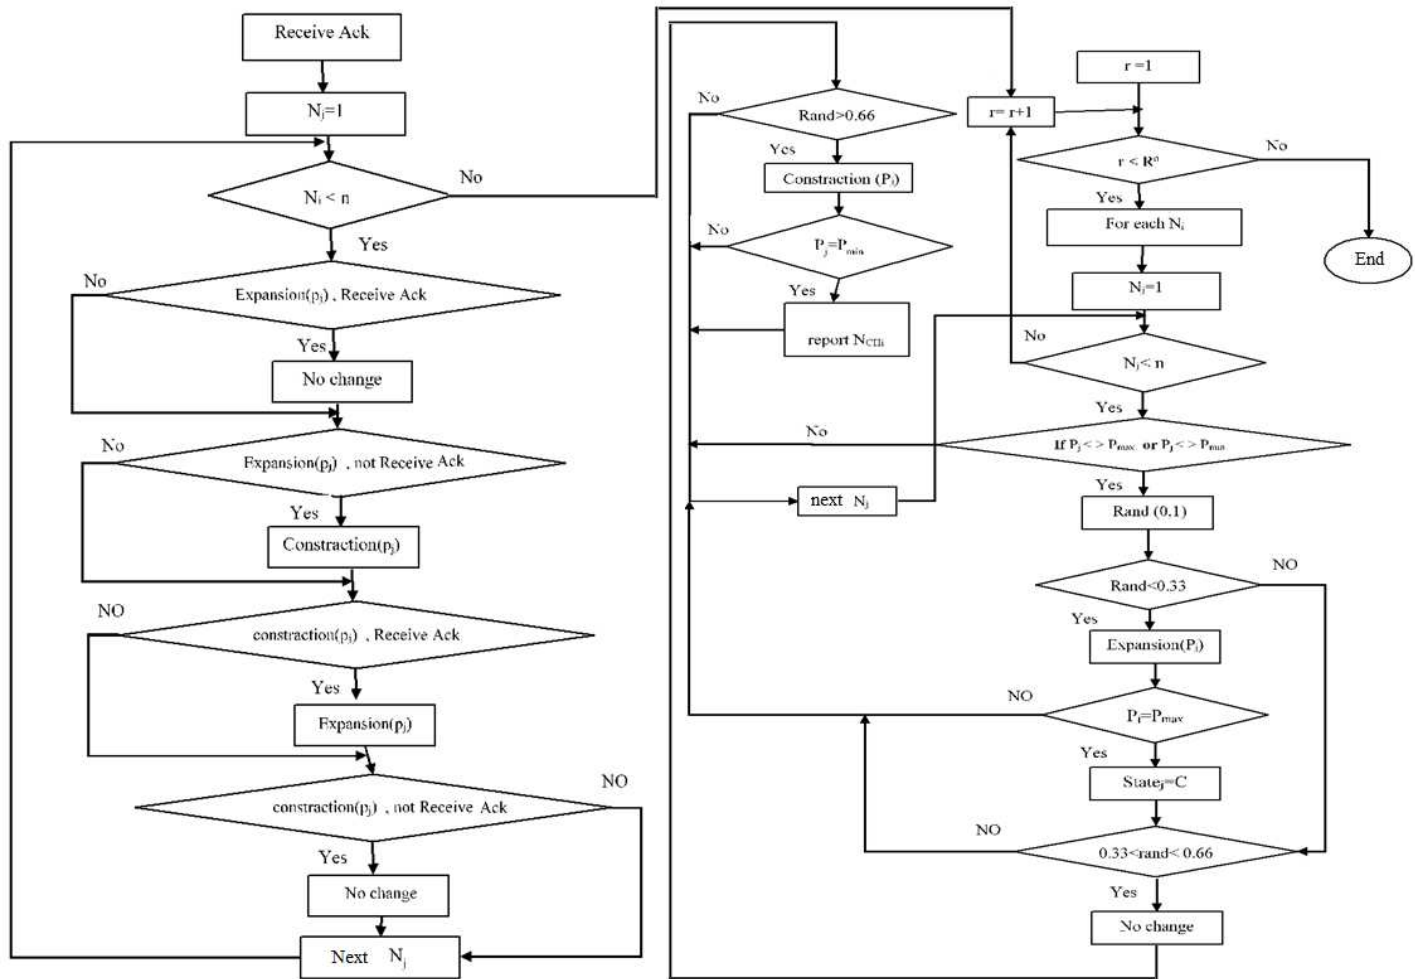 Receive Ack
Nj=1
Ni < n
No
Yes
Expansion(pj) , Receive Ack
No
Yes
No change
Expansion(pj) , not Receive Ack
No
Yes
Constraction(pj)
constraction(pj) , Receive Ack
NO
Yes
Expansion(pj)
constraction(pj) , not Receive Ack
NO
Yes
No change
Next Nj
Rand>0.66
No
Yes
Constraction (Pj)
Pj=Pmin
No
Yes
report NCHi
next Nj
r =1
r= r+1
r < Rn
No
Yes
End
For each Ni
Nj=1
Nj< n
No
Yes
If Pj < > Pmax or Pj < > Pmin
No
Yes
Rand (0.1)
Rand<0.33
NO
Yes
Expansion(Pj)
Pj=Pmax
NO
Yes
Statej=C
0.33<rand< 0.66
NO
Yes
No change